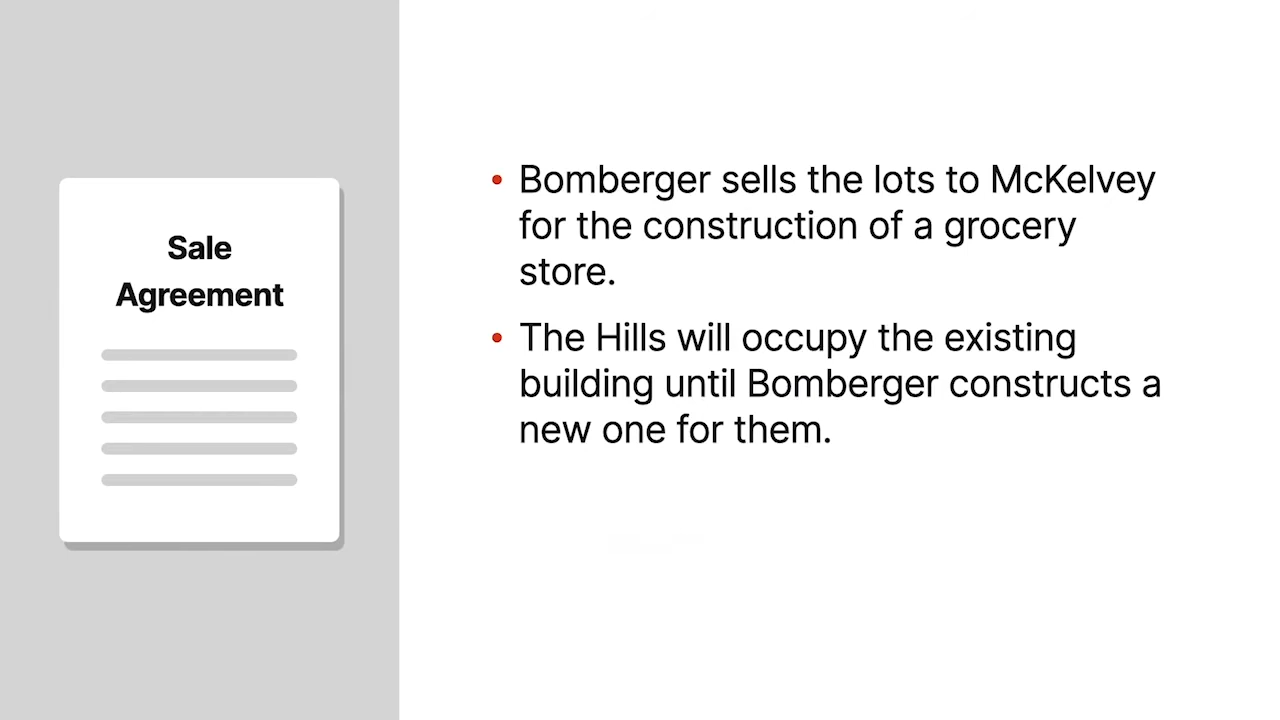 Sale
Agreement
• Bomberger sells the lots to McKelvey
for the construction of a grocery
store.
• The Hills will occupy the existing
building until Bomberger constructs a
new one for them.